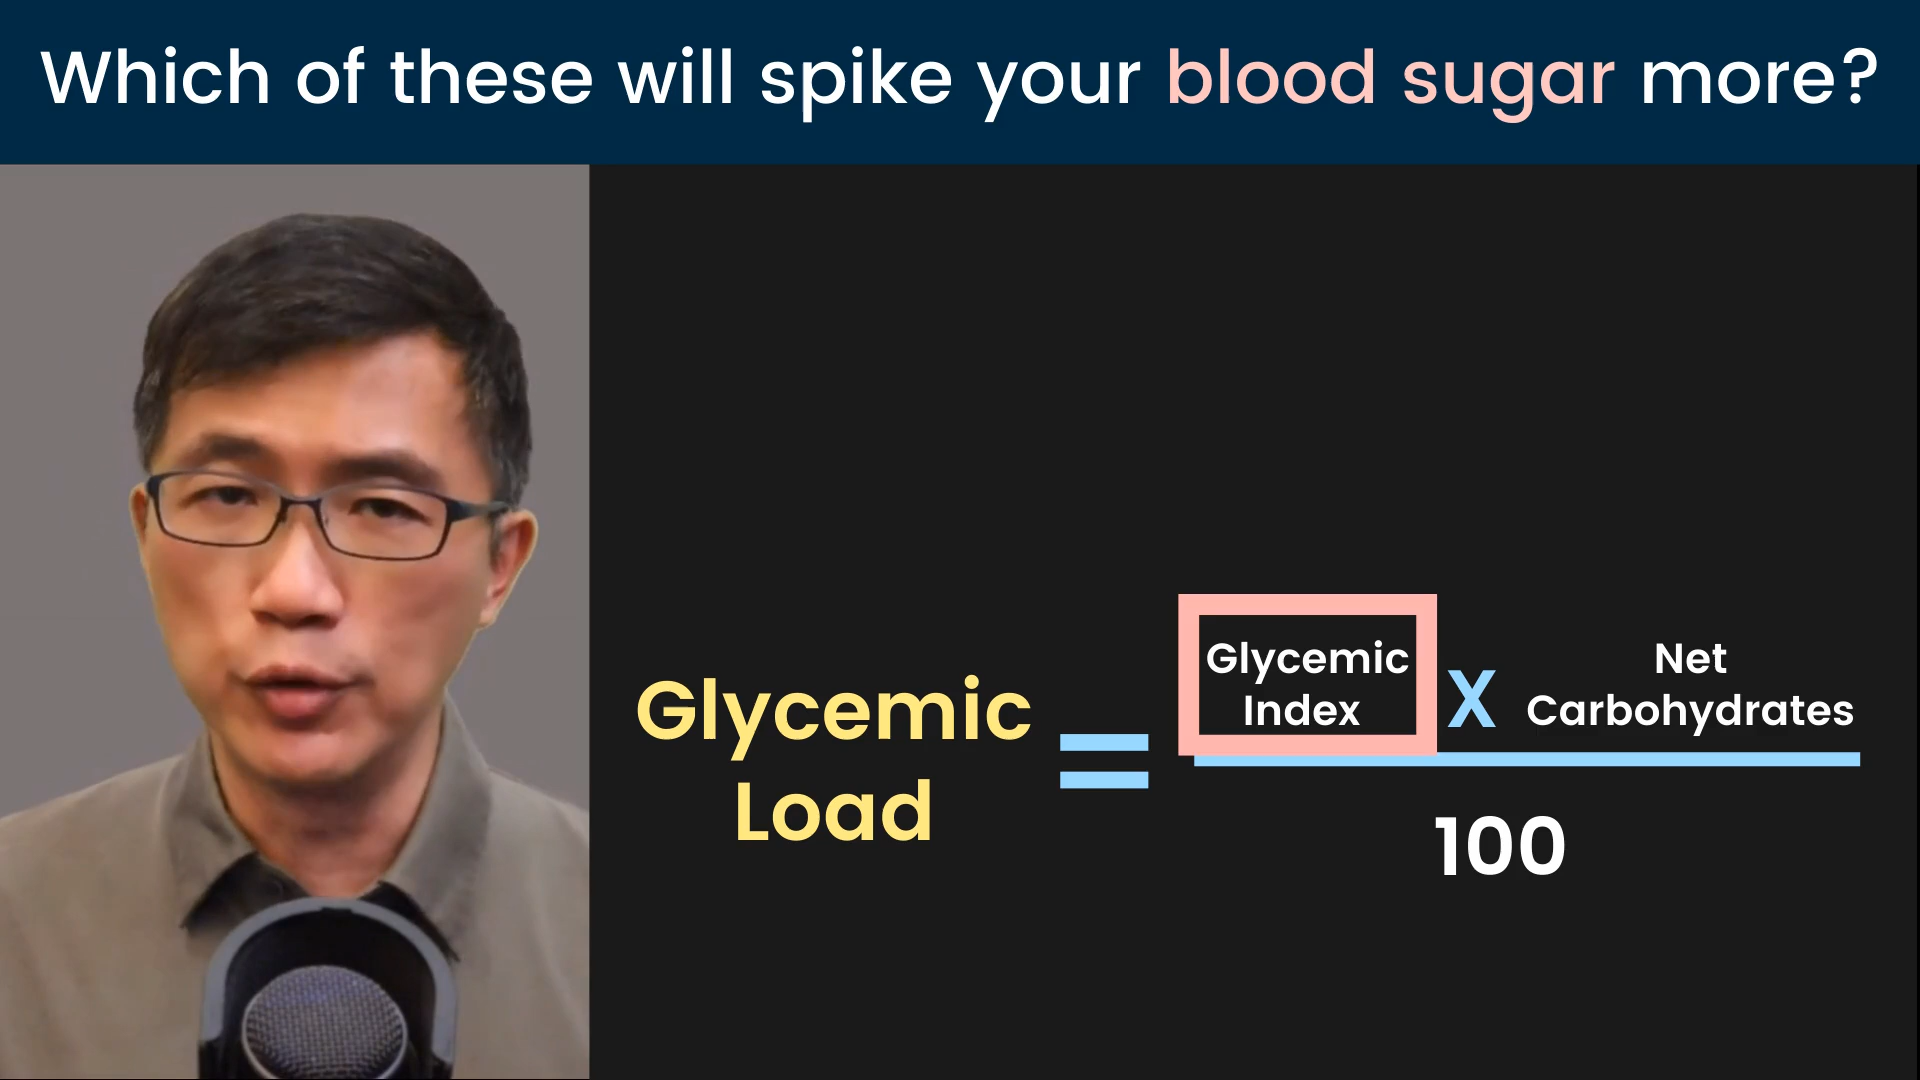 Which of these will spike your blood sugar more?
Glycemic
Load
=
Glycemic
Index
X
Net
Carbohydrates
100